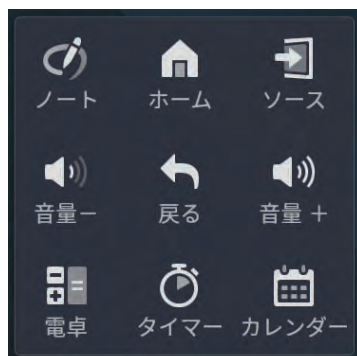 ノート ホーム ソース
音量－ 戻る 音量 ＋
電卓 タイマー カレンダー